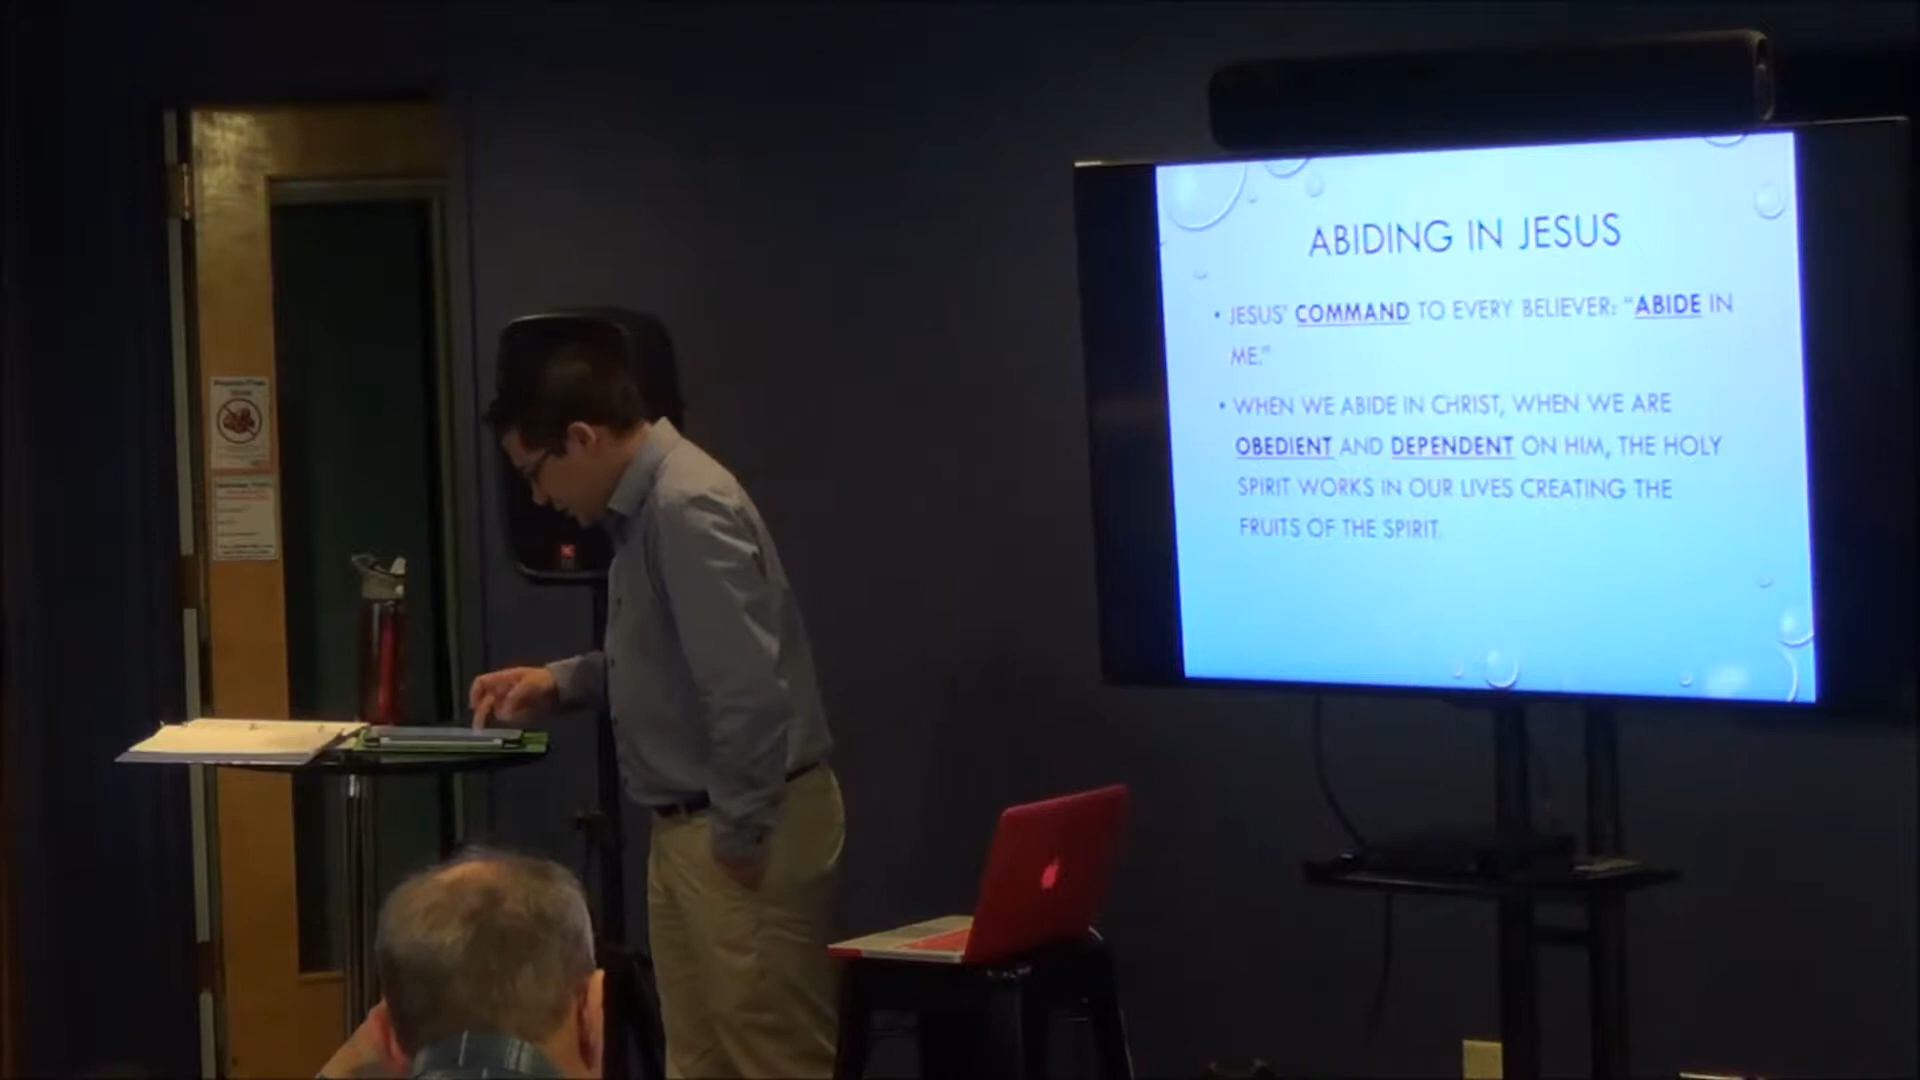 ABIDING IN JESUS
• JESUS' COMMAND TO EVERY BELIEVER: "ABIDE IN
ME."
• WHEN WE ABIDE IN CHRIST, WHEN WE ARE
OBEDIENT AND DEPENDENT ON HIM, THE HOLY
SPIRIT WORKS IN OUR LIVES CREATING THE
FRUITS OF THE SPIRIT.